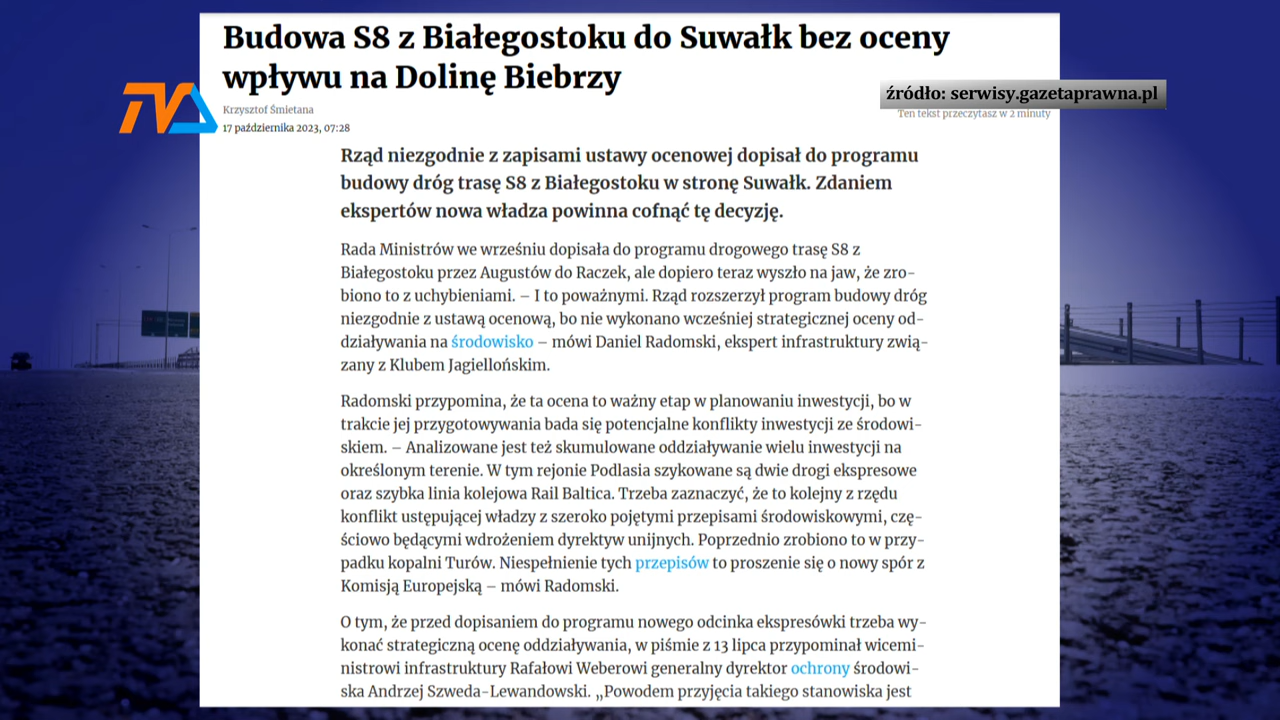 Budowa S8 z Białegostoku do Suwałk bez oceny
wpływu na Dolinę Biebrzy
TVA
źródło: serwisy.gazetaprawna.pl
Krzysztof Śmietana
Ten tekst przeczytasz w 2 minuty
17 października 2023, 07:28
Rząd niezgodnie z zapisami ustawy ocenowej dopisał do programu
budowy dróg trasę S8 z Białegostoku w stronę Suwałk. Zdaniem
ekspertów nowa władza powinna cofnąć tę decyzję.
Rada Ministrów we wrześniu dopisała do programu drogowego trasę S8 z
Białegostoku przez Augustów do Raczek, ale dopiero teraz wyszło na jaw, że zro-
biono to z uchybieniami. – I to poważnymi. Rząd rozszerzył program budowy dróg
niezgodnie z ustawą ocenową, bo nie wykonano wcześniej strategicznej oceny od-
działywania na środowisko – mówi Daniel Radomski, ekspert infrastruktury zwią-
zany z Klubem Jagiellońskim.
Radomski przypomina, że ta ocena to ważny etap w planowaniu inwestycji, bo w
trakcie jej przygotowywania bada się potencjalne konflikty inwestycji ze środowi-
skiem. – Analizowane jest też skumulowane oddziaływanie wielu inwestycji na
określonym terenie. W tym rejonie Podlasia szykowane są dwie drogi ekspresowe
oraz szybka linia kolejowa Rail Baltica. Trzeba zaznaczyć, że to kolejny z rzędu
konflikt ustępującej władzy z szeroko pojętymi przepisami środowiskowymi, czę-
ściowo będącymi wdrożeniem dyrektyw unijnych. Poprzednio zrobiono to w przy-
padku kopalni Turów. Niespełnienie tych przepisów to proszenie się o nowy spór z
Komisją Europejską – mówi Radomski.
O tym, że przed dopisaniem do programu nowego odcinka ekspresówki trzeba wy-
konać strategiczną ocenę oddziaływania, w piśmie z 13 lipca przypominał wicemi-
nistrowi infrastruktury Rafałowi Weberowi generalny dyrektor ochrony środowi-
ska Andrzej Szweda-Lewandowski. „Powodem przyjęcia takiego stanowiska jest